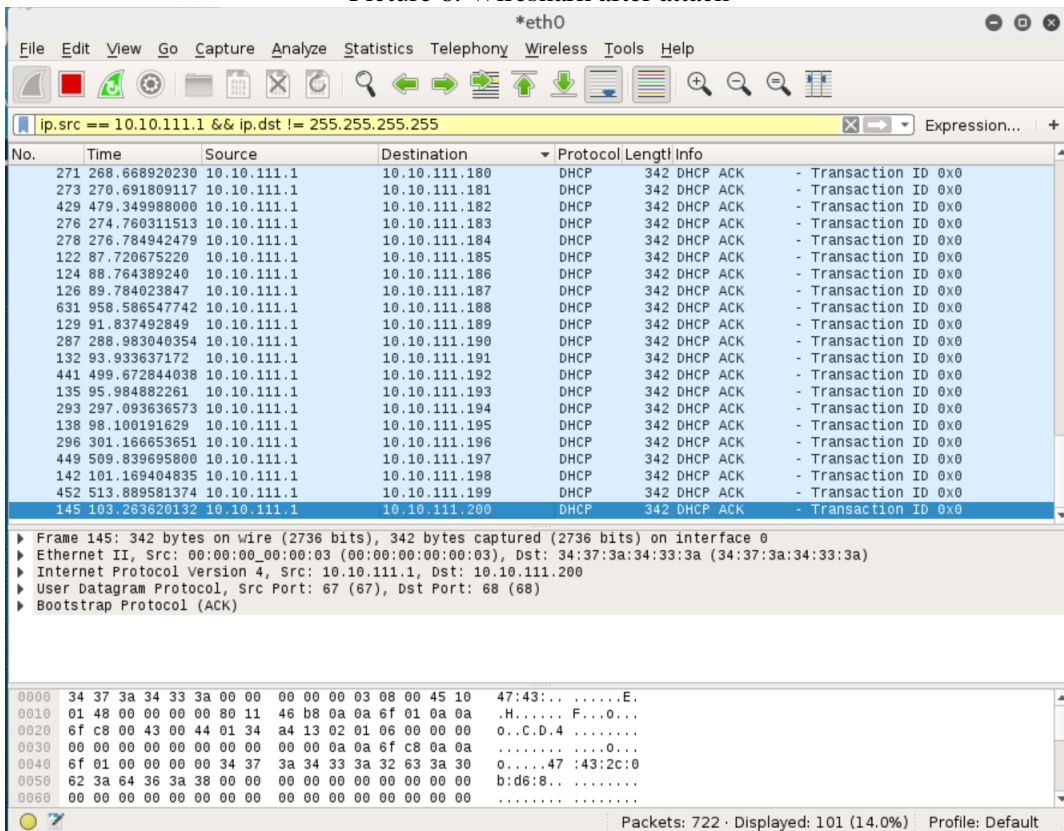 *eth0
File Edit View Go Capture Analyze Statistics Telephony Wireless Tools Help
ip.src == 10.10.111.1 && ip.dst != 255.255.255.255 Expression... +
No. Time Source Destination Protocol Length Info
271 268.668920230 10.10.111.1 10.10.111.180 DHCP 342 DHCP ACK - Transaction ID 0x0
273 270.691809117 10.10.111.1 10.10.111.181 DHCP 342 DHCP ACK - Transaction ID 0x0
429 479.349988000 10.10.111.1 10.10.111.182 DHCP 342 DHCP ACK - Transaction ID 0x0
276 274.760311513 10.10.111.1 10.10.111.183 DHCP 342 DHCP ACK - Transaction ID 0x0
278 276.784942479 10.10.111.1 10.10.111.184 DHCP 342 DHCP ACK - Transaction ID 0x0
122 87.720675220 10.10.111.1 10.10.111.185 DHCP 342 DHCP ACK - Transaction ID 0x0
124 88.764389240 10.10.111.1 10.10.111.186 DHCP 342 DHCP ACK - Transaction ID 0x0
126 89.784023847 10.10.111.1 10.10.111.187 DHCP 342 DHCP ACK - Transaction ID 0x0
631 958.586547742 10.10.111.1 10.10.111.188 DHCP 342 DHCP ACK - Transaction ID 0x0
129 91.837492849 10.10.111.1 10.10.111.189 DHCP 342 DHCP ACK - Transaction ID 0x0
287 288.983040354 10.10.111.1 10.10.111.190 DHCP 342 DHCP ACK - Transaction ID 0x0
132 93.933637172 10.10.111.1 10.10.111.191 DHCP 342 DHCP ACK - Transaction ID 0x0
441 499.672844038 10.10.111.1 10.10.111.192 DHCP 342 DHCP ACK - Transaction ID 0x0
135 95.984882261 10.10.111.1 10.10.111.193 DHCP 342 DHCP ACK - Transaction ID 0x0
293 297.093636573 10.10.111.1 10.10.111.194 DHCP 342 DHCP ACK - Transaction ID 0x0
138 98.100191629 10.10.111.1 10.10.111.195 DHCP 342 DHCP ACK - Transaction ID 0x0
296 301.166653651 10.10.111.1 10.10.111.196 DHCP 342 DHCP ACK - Transaction ID 0x0
449 509.839695800 10.10.111.1 10.10.111.197 DHCP 342 DHCP ACK - Transaction ID 0x0
142 101.169404835 10.10.111.1 10.10.111.198 DHCP 342 DHCP ACK - Transaction ID 0x0
452 513.889581374 10.10.111.1 10.10.111.199 DHCP 342 DHCP ACK - Transaction ID 0x0
145 103.263620132 10.10.111.1 10.10.111.200 DHCP 342 DHCP ACK - Transaction ID 0x0
Frame 145: 342 bytes on wire (2736 bits), 342 bytes captured (2736 bits) on interface 0
Ethernet II, Src: 00:00:00_00:00:03 (00:00:00:00:00:03), Dst: 34:37:3a:34:33:3a (34:37:3a:34:33:3a)
Internet Protocol Version 4, Src: 10.10.111.1, Dst: 10.10.111.200
User Datagram Protocol, Src Port: 67 (67), Dst Port: 68 (68)
Bootstrap Protocol (ACK)
0000 34 37 3a 34 33 3a 00 00 00 00 00 03 08 00 45 10 47:43:.. ......E.
0010 01 48 00 00 00 00 80 11 46 b8 0a 0a 6f 01 0a 0a .H...... F...o...
0020 6f c8 00 43 00 44 01 34 a4 13 02 01 06 00 00 00 o..C.D.4 ........
0030 00 00 00 00 00 00 00 00 00 00 0a 0a 6f c8 0a 0a ........ ....o...
0040 6f 01 00 00 00 00 34 37 3a 34 33 3a 32 63 3a 30 o.....47 :43:2c:0
0050 62 3a 64 36 3a 38 00 00 00 00 00 00 00 00 00 00 b:d6:8.. ........
0060 00 00 00 00 00 00 00 00 00 00 00 00 00 00 00 00 ........ ........
Packets: 722 · Displayed: 101 (14.0%) Profile: Default